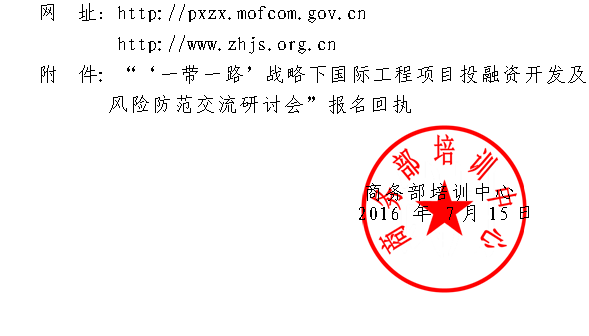 网 址: http://pxzx.mofcom.gov.cn
http://www.zhjs.org.cn
附 件: “‘一带一路’战略下国际工程项目投融资开发及
风险防范交流研讨会”报名回执
商务部培训中心
2016 年 7 月 15 日
商务部培训中心